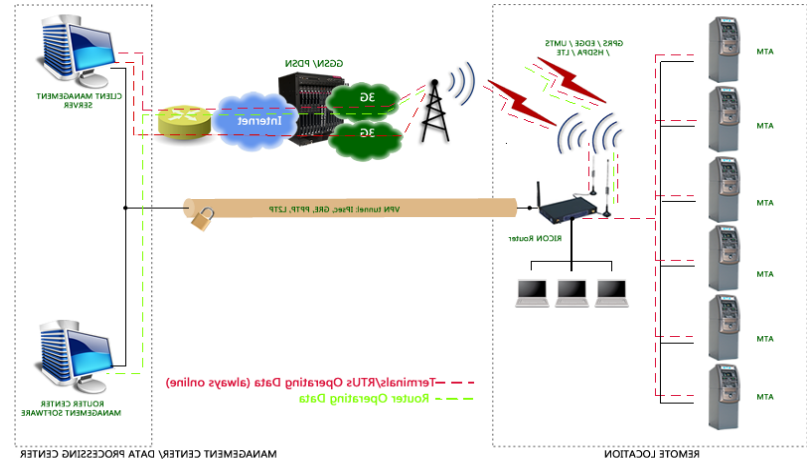 GPRS / EDGE / UMTS
/ HSDPA / LTE
ATM
GGSN/ PDSN
CLIENT MANAGEMENT
SERVER
3G
Internet
3G
ATM
ATM
VPN tunnel: IPsec, GRE, PPTP, L2TP
RICON Router
ATM
ATM
ATM
Terminals/RTUs Operating Data (always online)
Router Operating Data
ROUTER CENTER
MANAGEMENT SOFTWARE
MANAGEMENT CENTER/ DATA PROCESSING CENTER
REMOTE LOCATION